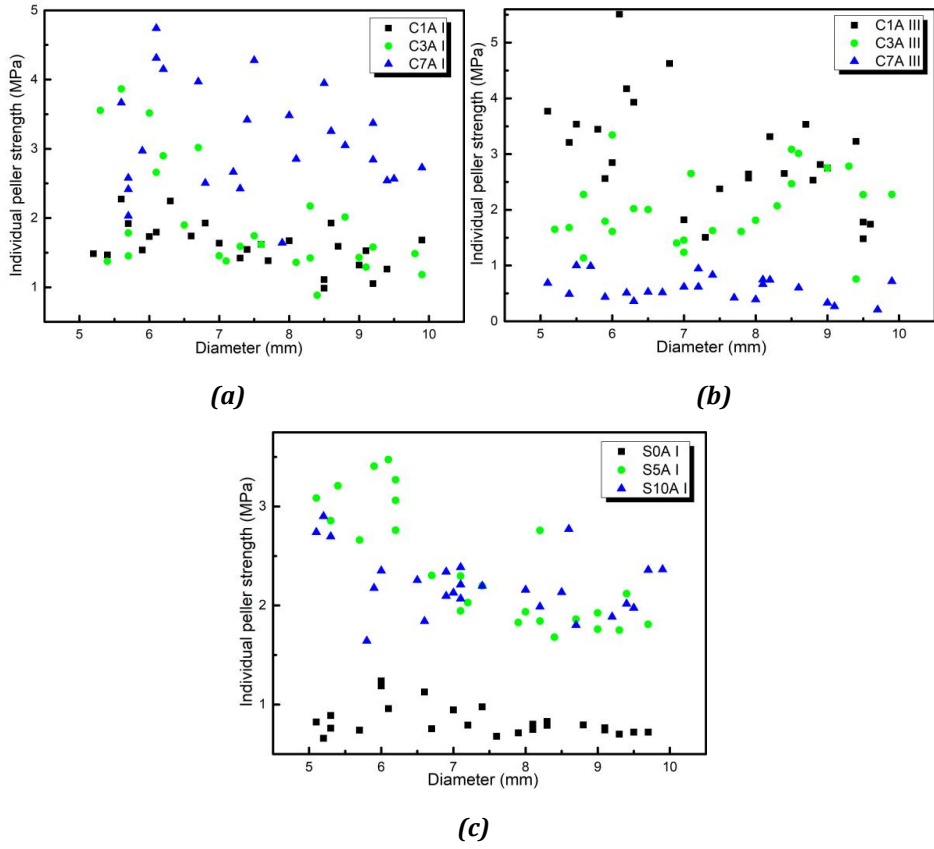 5
4
3
2
1
Individual peller strength (MPa)
C1A I
C3A I
C7A I
5 6 7 8 9 10
Diameter (mm)
(a)
5
4
3
2
1
0
Individual peller strength (MPa)
C1A III
C3A III
C7A III
5 6 7 8 9 10
Diameter (mm)
(b)
3
2
1
Individual peller strength (MPa)
S0A I
S5A I
S10A I
5 6 7 8 9 10
Diameter (mm)
(c)